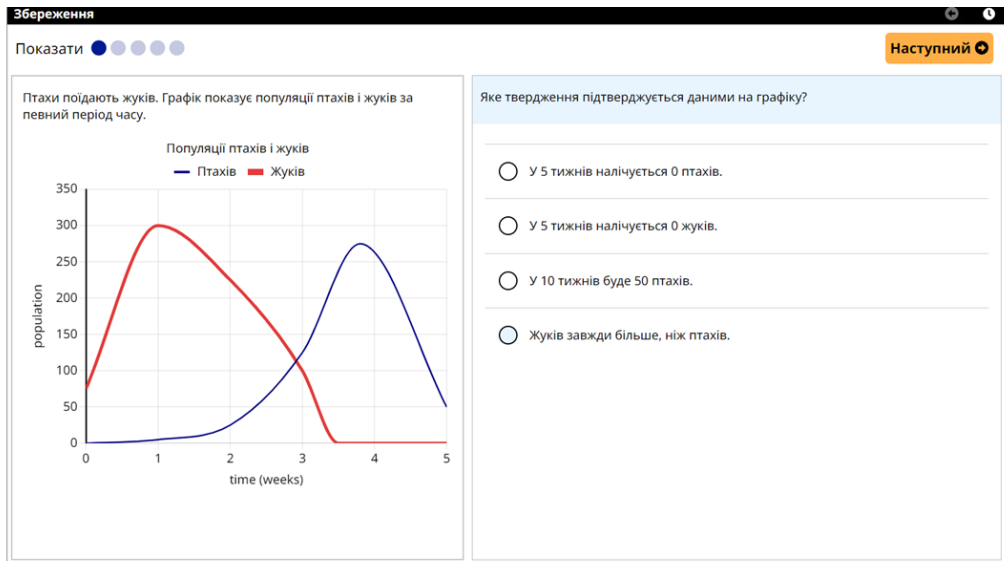 Збереження
Показати
Наступний
Птахи поїдають жуків. Графік показує популяції птахів і жуків за
певний період часу.
Популяції птахів і жуків
Птахів Жуків
350
300
250
200
150
100
50
0
population
0 1 2 3 4 5
time (weeks)
Яке твердження підтверджується даними на графіку?
У 5 тижнів налічується 0 птахів.
У 5 тижнів налічується 0 жуків.
У 10 тижнів буде 50 птахів.
Жуків завжди більше, ніж птахів.